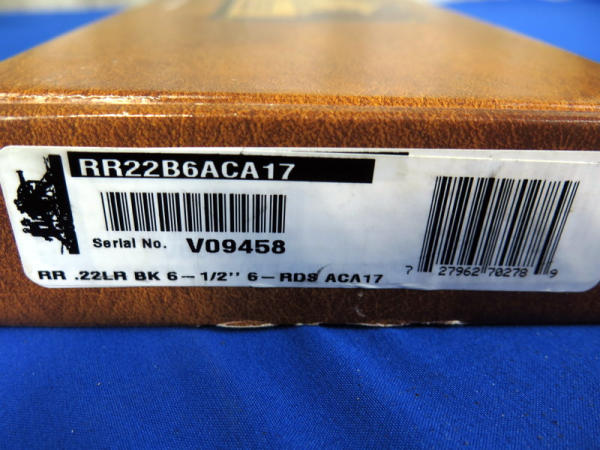 RR22B6ACA17
Serial No. V09458
RR .22LR BK 6-1/2" 6-RDS ACA17
7 27962 70278 9